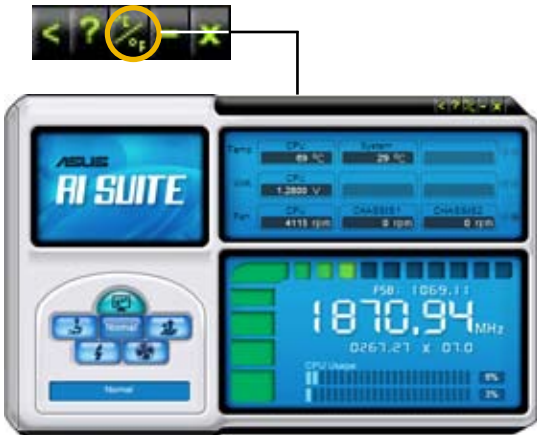 < ? °C/°F - x
< ? - x
ASUS
AI SUITE
Temp CPU System
69 °C 29 °C
Volt CPU
1.2800 V
Fan CPU CHASSIS1 CHASSIS2
4115 rpm 0 rpm 0 rpm
FSB: 1069.11
1870.94 MHz
0267.27 x 07.0
CPU Usage
3%
Normal
Normal